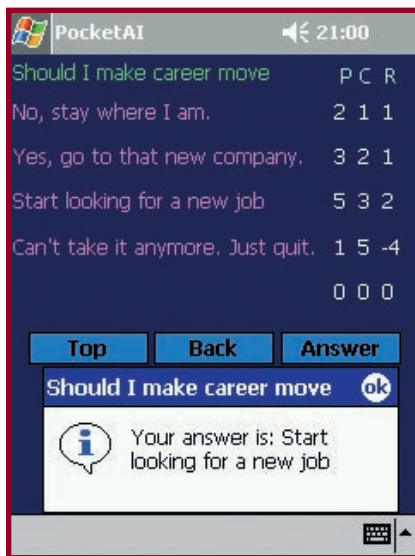 PocketAI 21:00
Should I make career move P C R
No, stay where I am. 2 1 1
Yes, go to that new company. 3 2 1
Start looking for a new job 5 3 2
Can't take it anymore. Just quit. 1 5 -4
0 0 0
Top Back Answer
Should I make career move ok
Your answer is: Start
looking for a new job